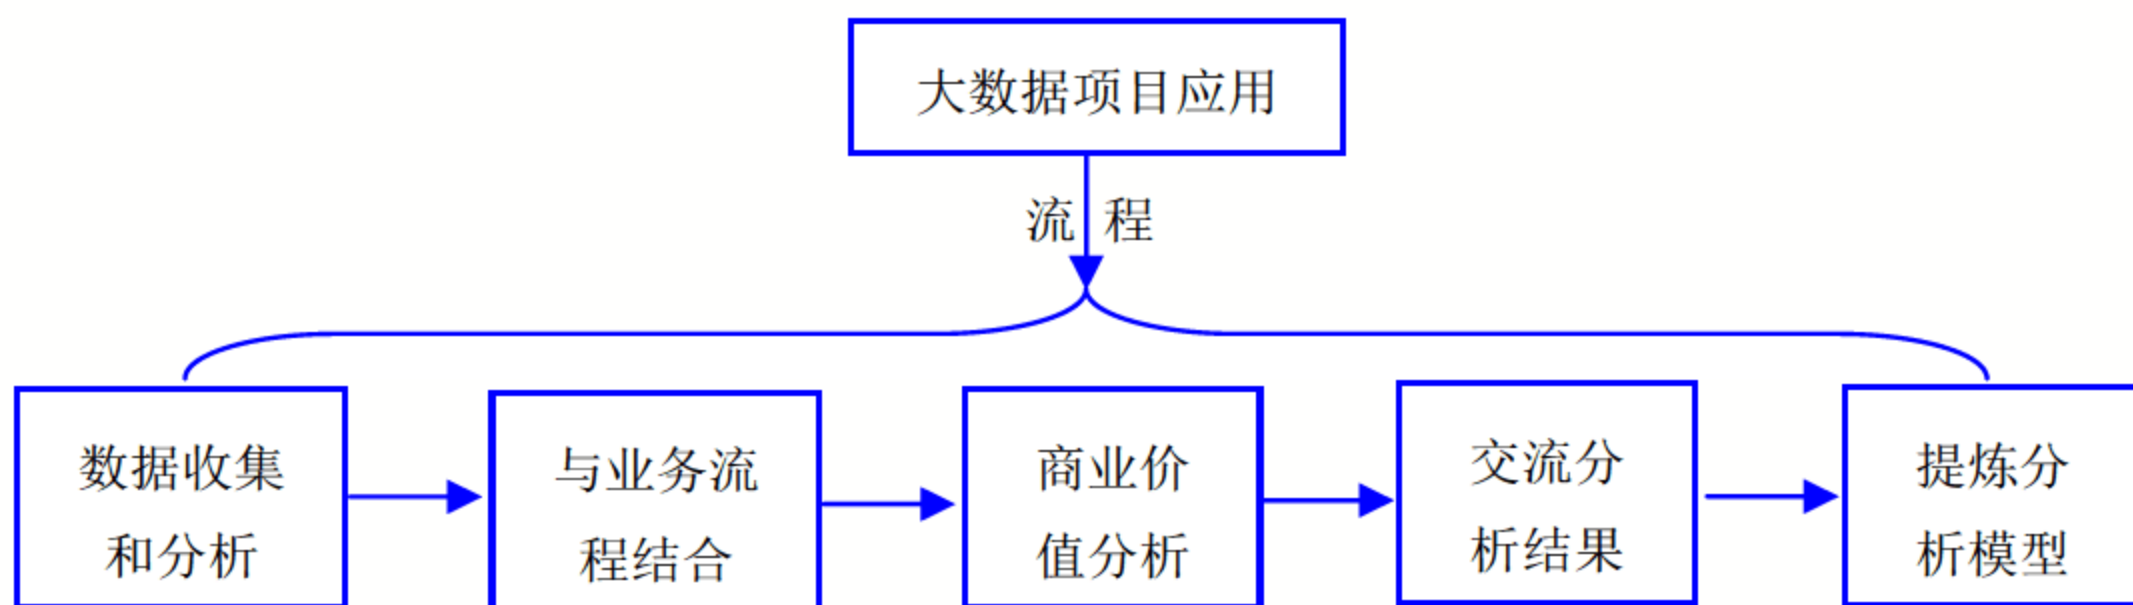 大数据项目应用
流程
数据收集
和分析
与业务流
程结合
商业价
值分析
交流分
析结果
提炼分
析模型